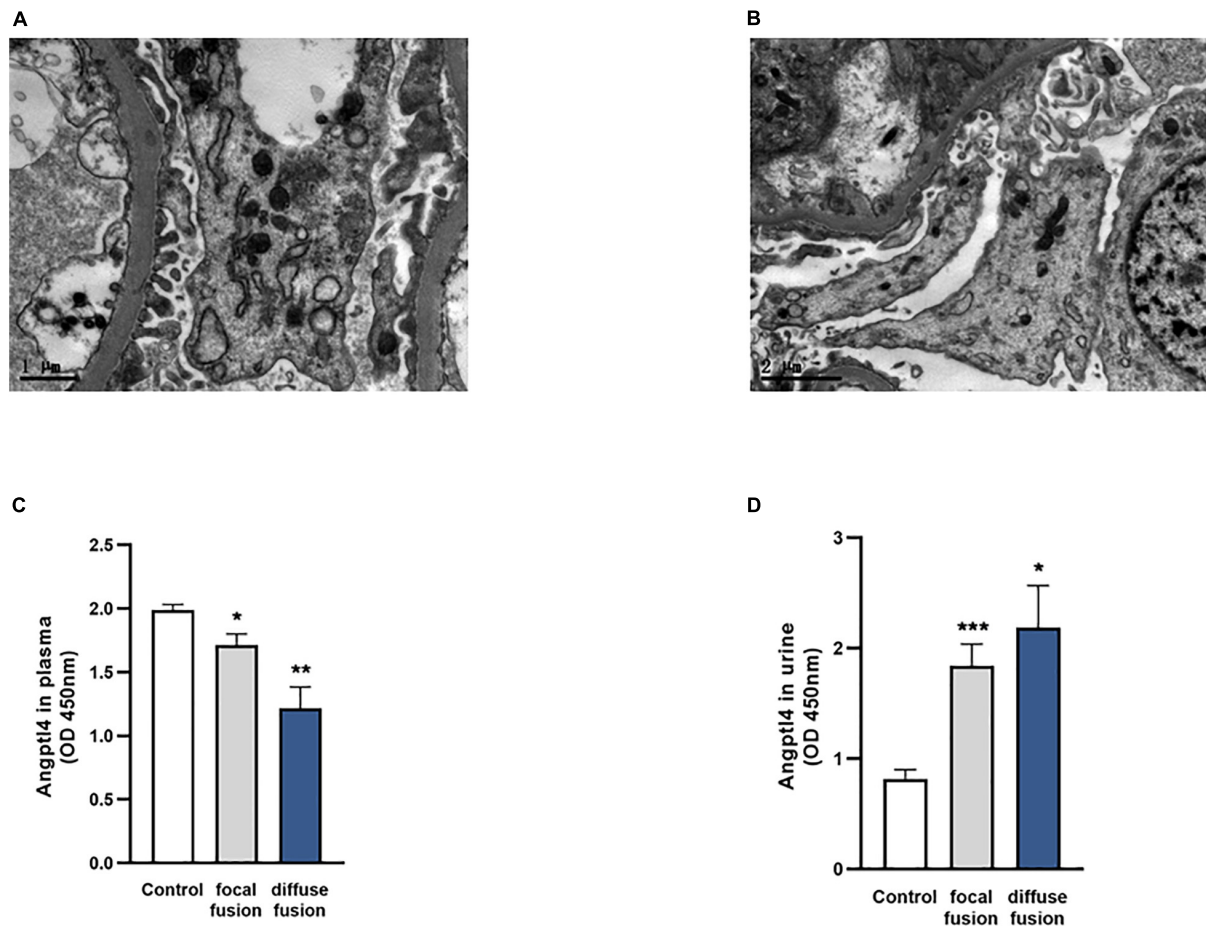 A
B
1 μm
2 μm
C
D
Angptl4 in plasma
(OD 450nm)
2.5
2.0
1.5
1.0
0.5
0.0
*
**
Control
focal
fusion
diffuse
fusion
Angptl4 in urine
(OD 450nm)
3
2
1
0
***
*
Control
focal
fusion
diffuse
fusion